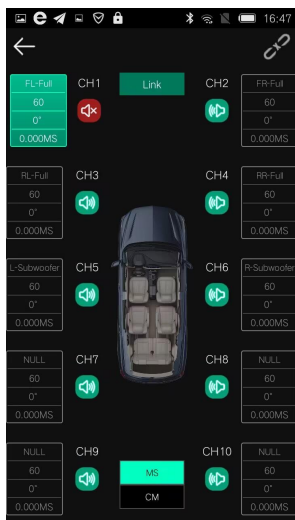 16:47
FL-Full
60
0°
0.000MS
CH1
Link
CH2
FR-Full
60
0°
0.000MS
RL-Full
60
0°
0.000MS
CH3
CH4
RR-Full
60
0°
0.000MS
L-Subwoofer
60
0°
0.000MS
CH5
CH6
R-Subwoofer
60
0°
0.000MS
NULL
60
0°
0.000MS
CH7
CH8
NULL
60
0°
0.000MS
NULL
60
0°
0.000MS
CH9
MS
CM
CH10
NULL
60
0°
0.000MS